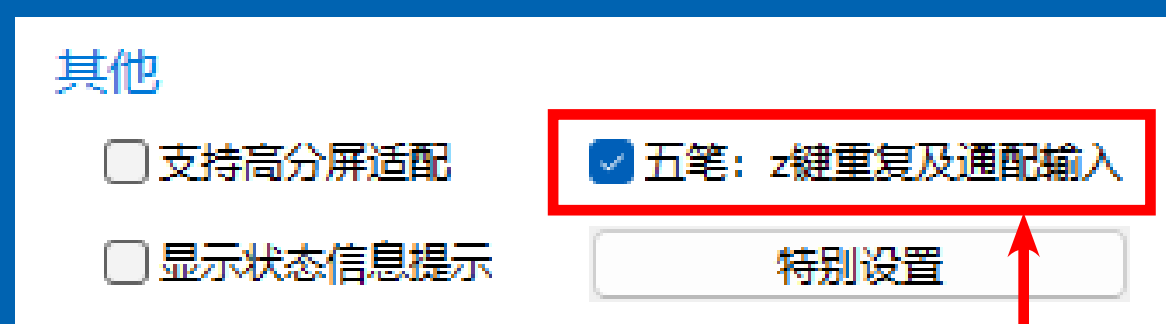 其他
支持高分屏适配
五笔：z键重复及通配输入
显示状态信息提示
特别设置